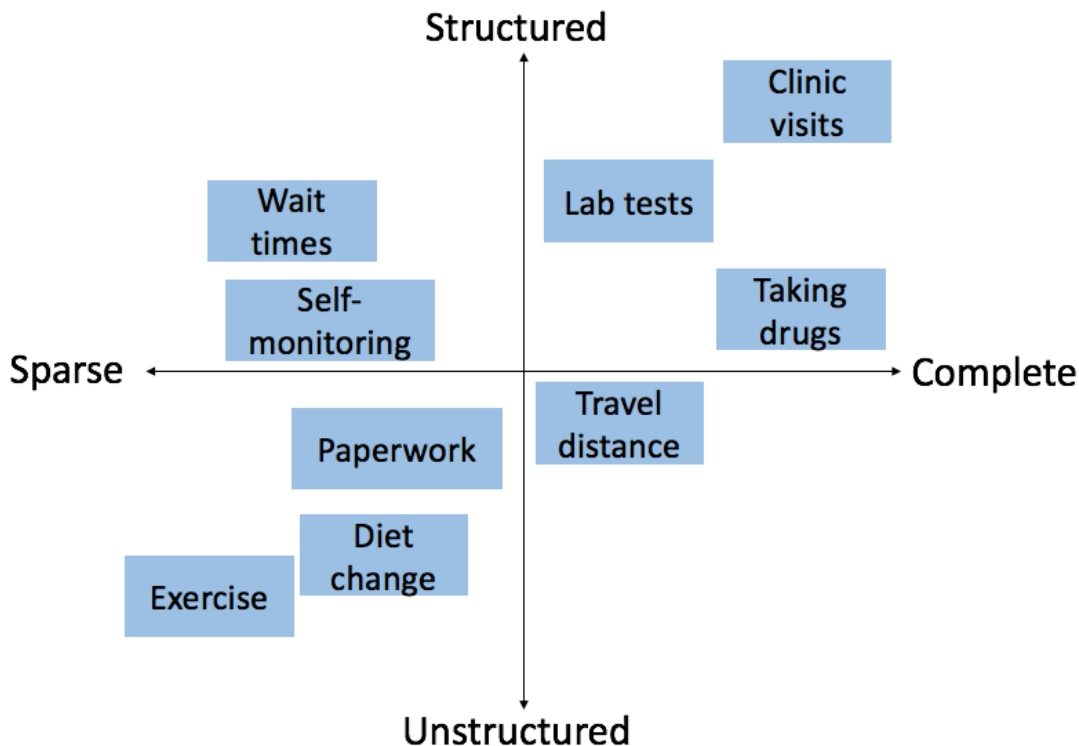 Structured
Clinic
visits
Lab tests
Wait
times
Self-
monitoring
Taking
drugs
Sparse
Complete
Travel
distance
Paperwork
Diet
change
Exercise
Unstructured